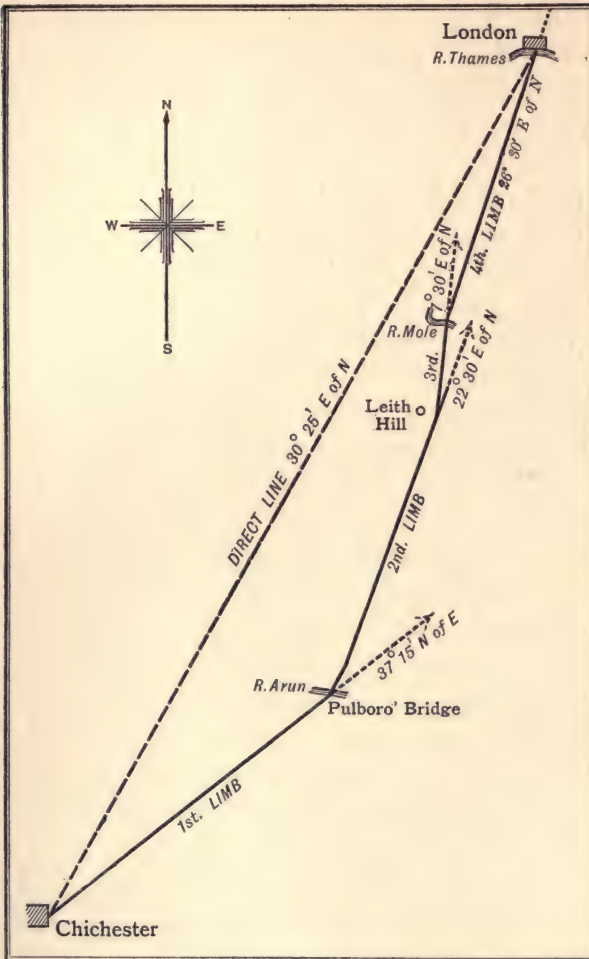 London
R. Thames
N
W
E
S
4th. LIMB 26° 30' E of N
7° 30' E of N
R. Mole
3rd.
22° 30' E of N
Leith
Hill
DIRECT LINE 30° 25' E of N
2nd. LIMB
37° 15' N of E
R. Arun
Pulboro' Bridge
1st. LIMB
Chichester